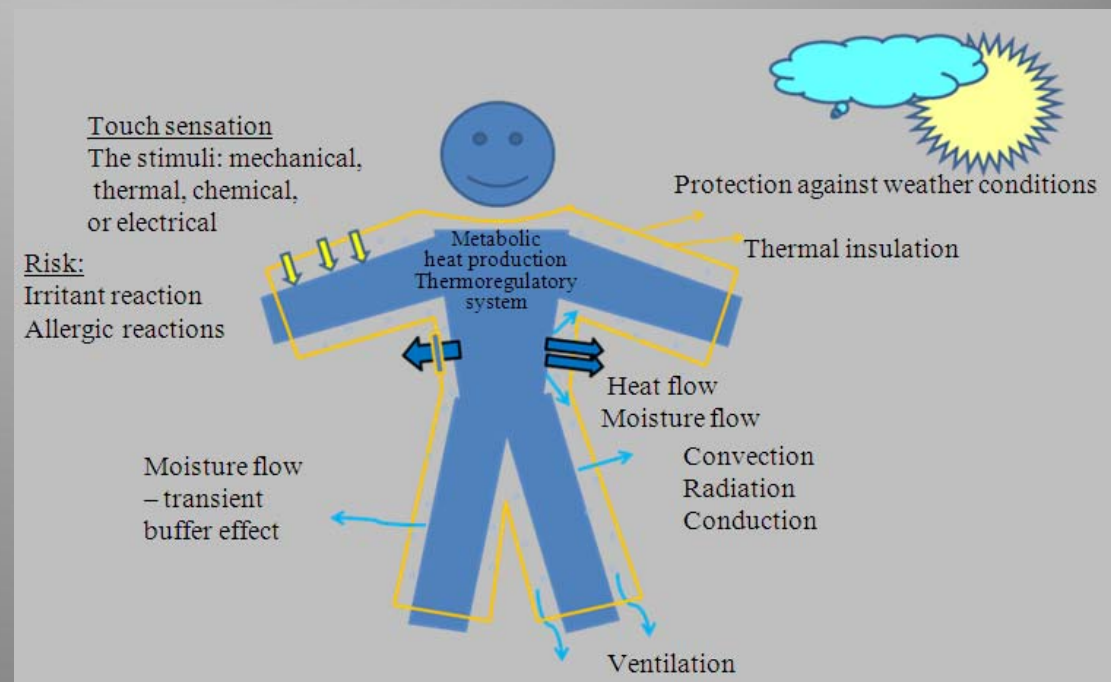 Touch sensation
The stimuli: mechanical,
thermal, chemical,
or electrical
Risk:
Irritant reaction
Allergic reactions
Metabolic
heat production
Thermoregulatory
system
Protection against weather conditions
Thermal insulation
Heat flow
Moisture flow
Convection
Radiation
Conduction
Moisture flow
– transient
buffer effect
Ventilation